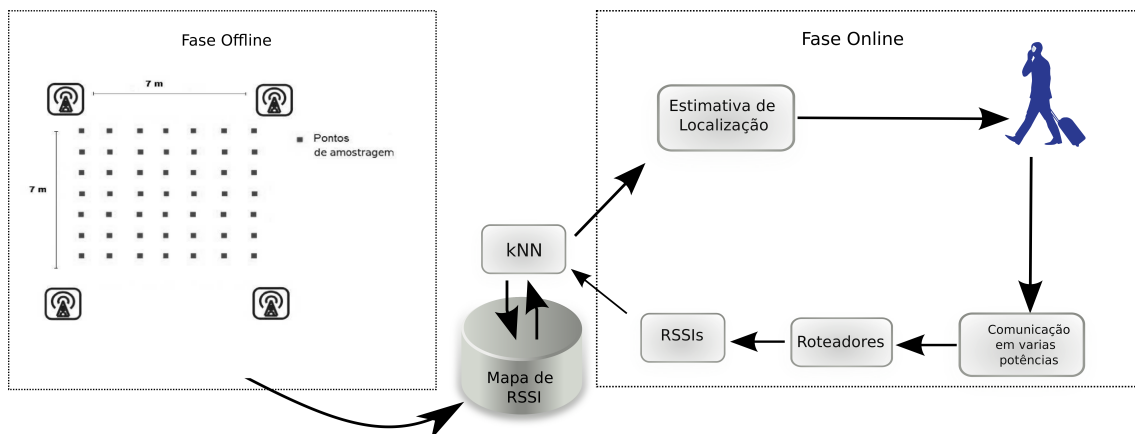 Fase Offline
7 m
7 m
Pontos
de amostragem
kNN
Mapa de
RSSI
Fase Online
Estimativa de
Localização
RSSIs
Roteadores
Comunicação
em varias
potências